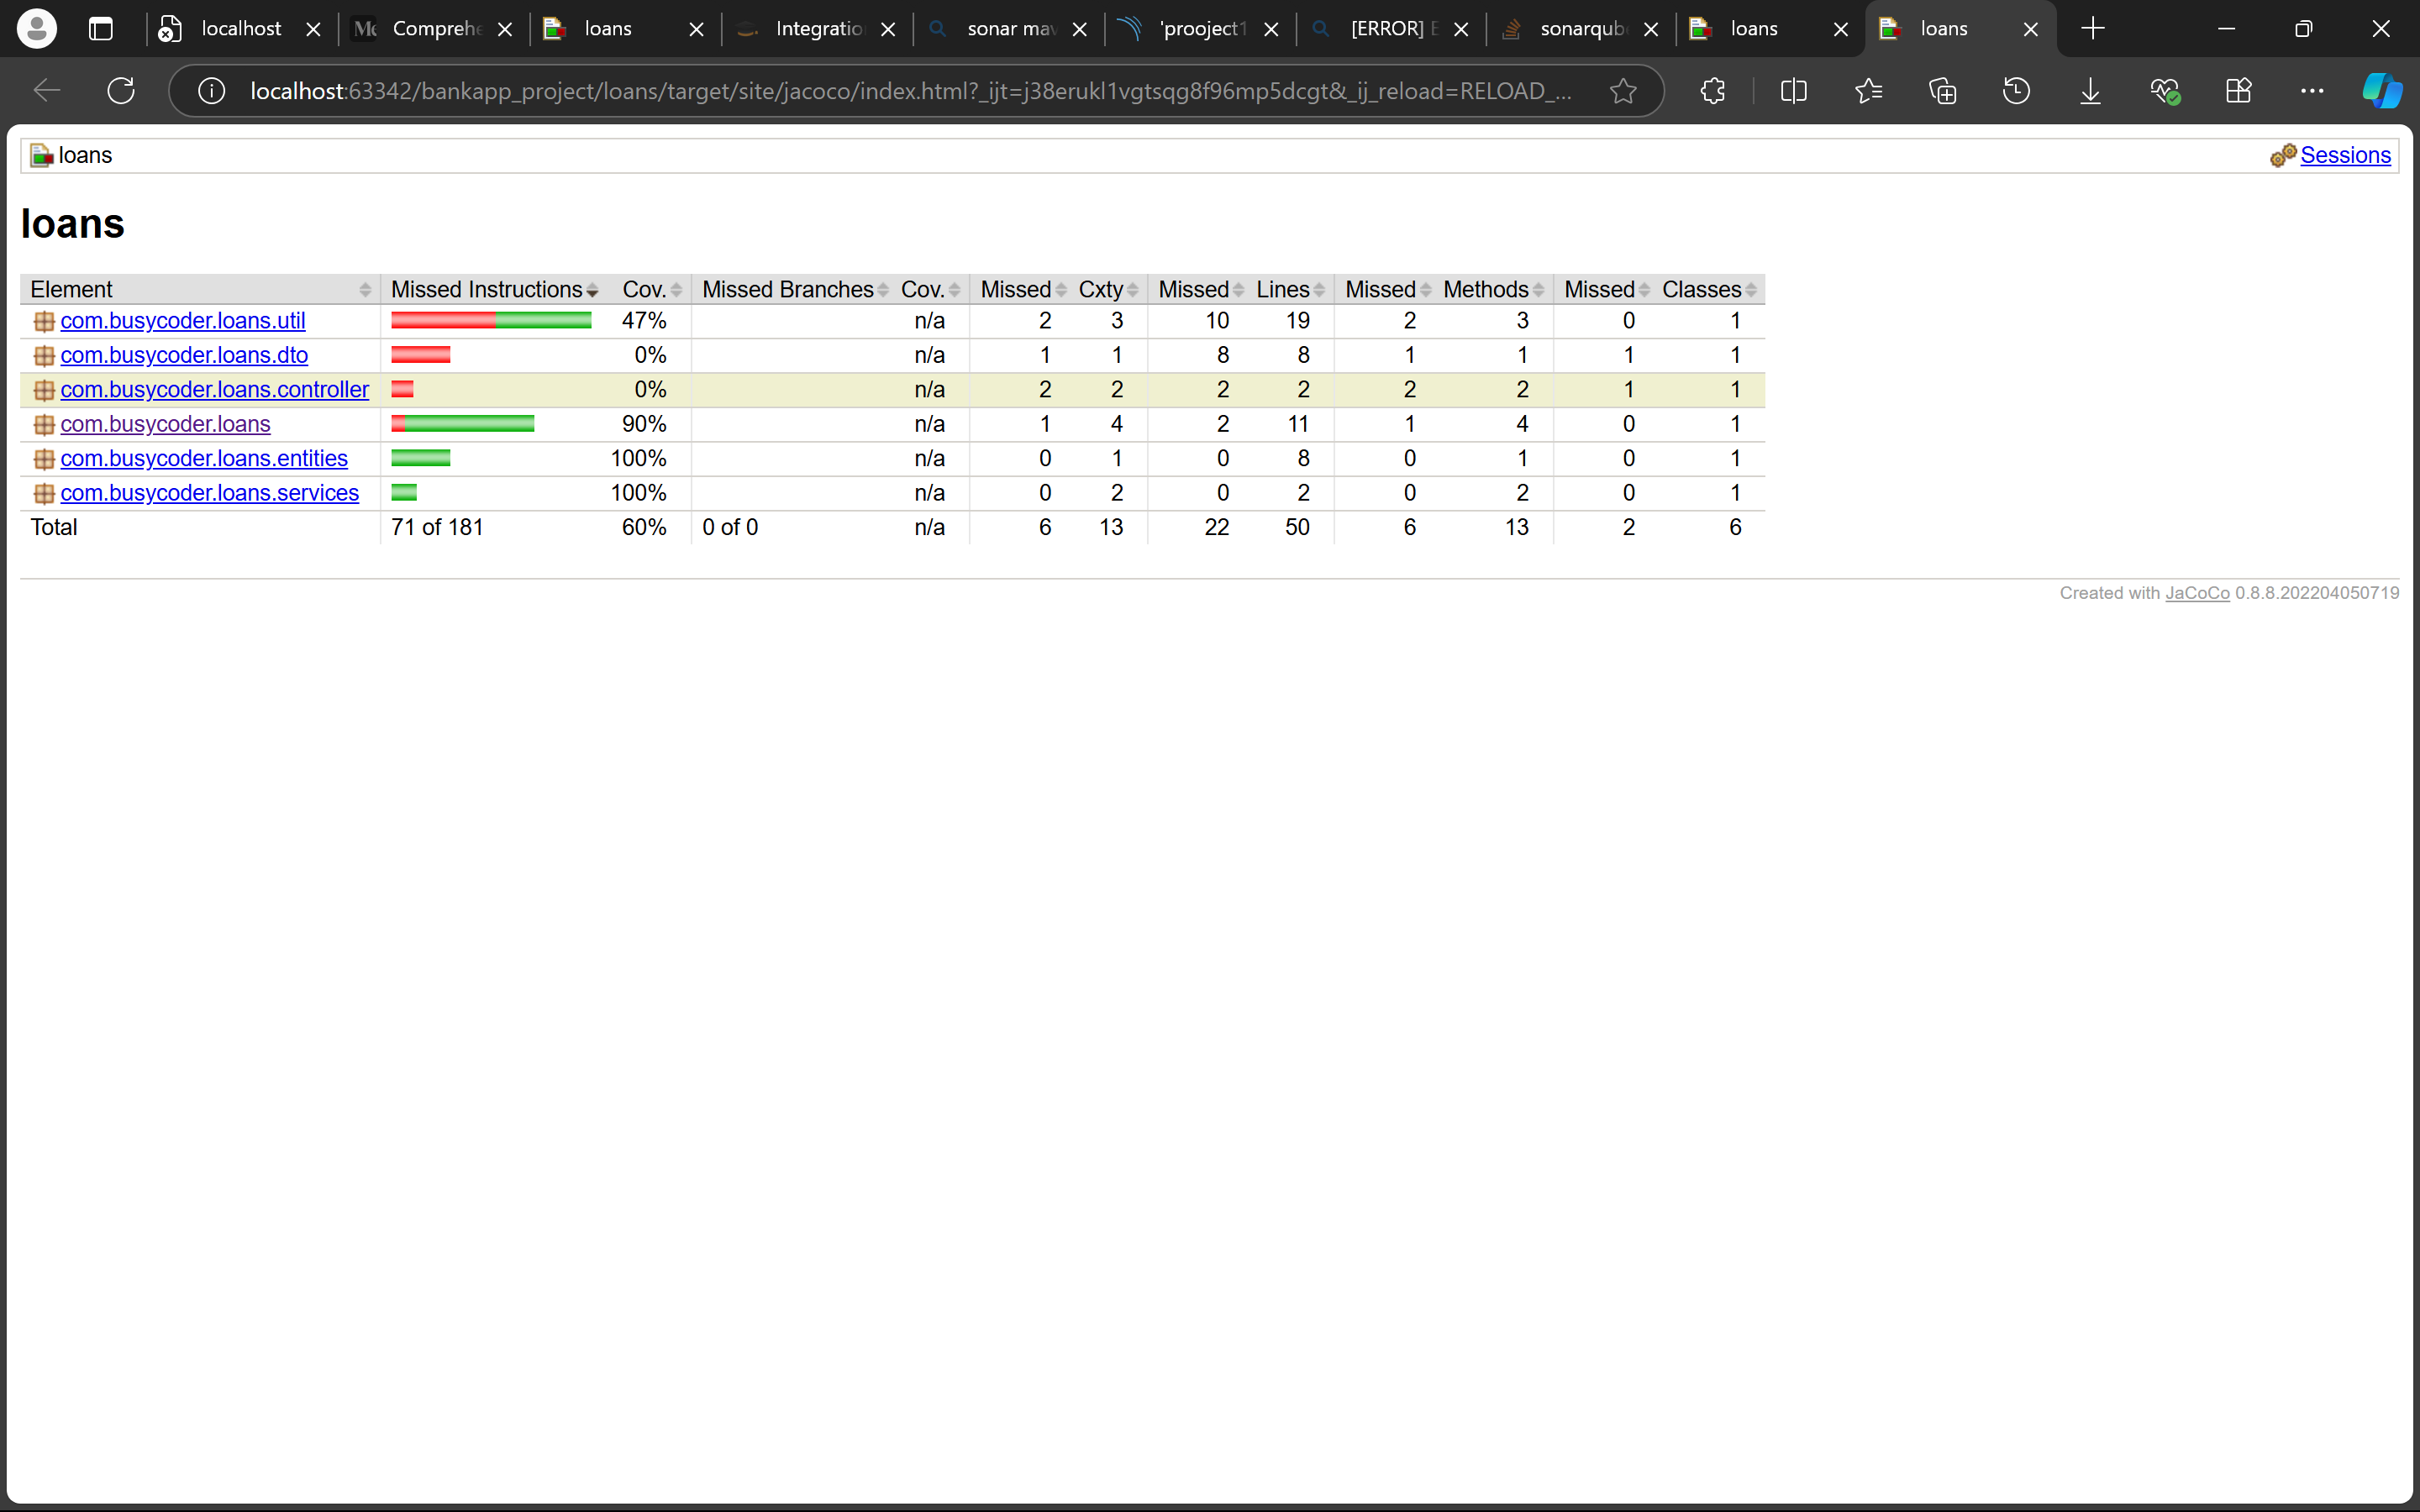 localhost Comprehe loans Integratio sonar mav 'prooject1 [ERROR] E sonarqub loans loans
localhost:63342/bankapp_project/loans/target/site/jacoco/index.html?_ijt=j38erukl1vgtsqg8f96mp5dcgt&_ij_reload=RELOAD_...
loans Sessions
loans
Element Missed Instructions Cov. Missed Branches Cov. Missed Cxty Missed Lines Missed Methods Missed Classes
com.busycoder.loans.util 47% n/a 2 3 10 19 2 3 0 1
com.busycoder.loans.dto 0% n/a 1 1 8 8 1 1 1 1
com.busycoder.loans.controller 0% n/a 2 2 2 2 2 2 1 1
com.busycoder.loans 90% n/a 1 4 2 11 1 4 0 1
com.busycoder.loans.entities 100% n/a 0 1 0 8 0 1 0 1
com.busycoder.loans.services 100% n/a 0 2 0 2 0 2 0 1
Total 71 of 181 60% 0 of 0 n/a 6 13 22 50 6 13 2 6
Created with JaCoCo 0.8.8.202204050719